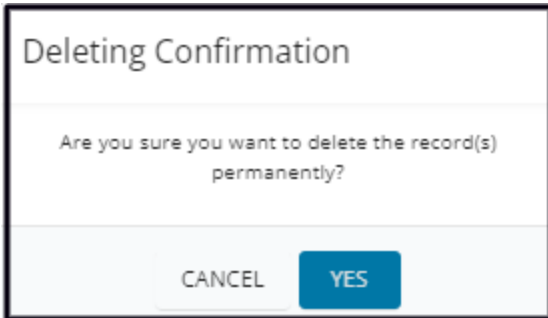 Deleting Confirmation
Are you sure you want to delete the record(s)
permanently?
CANCEL YES